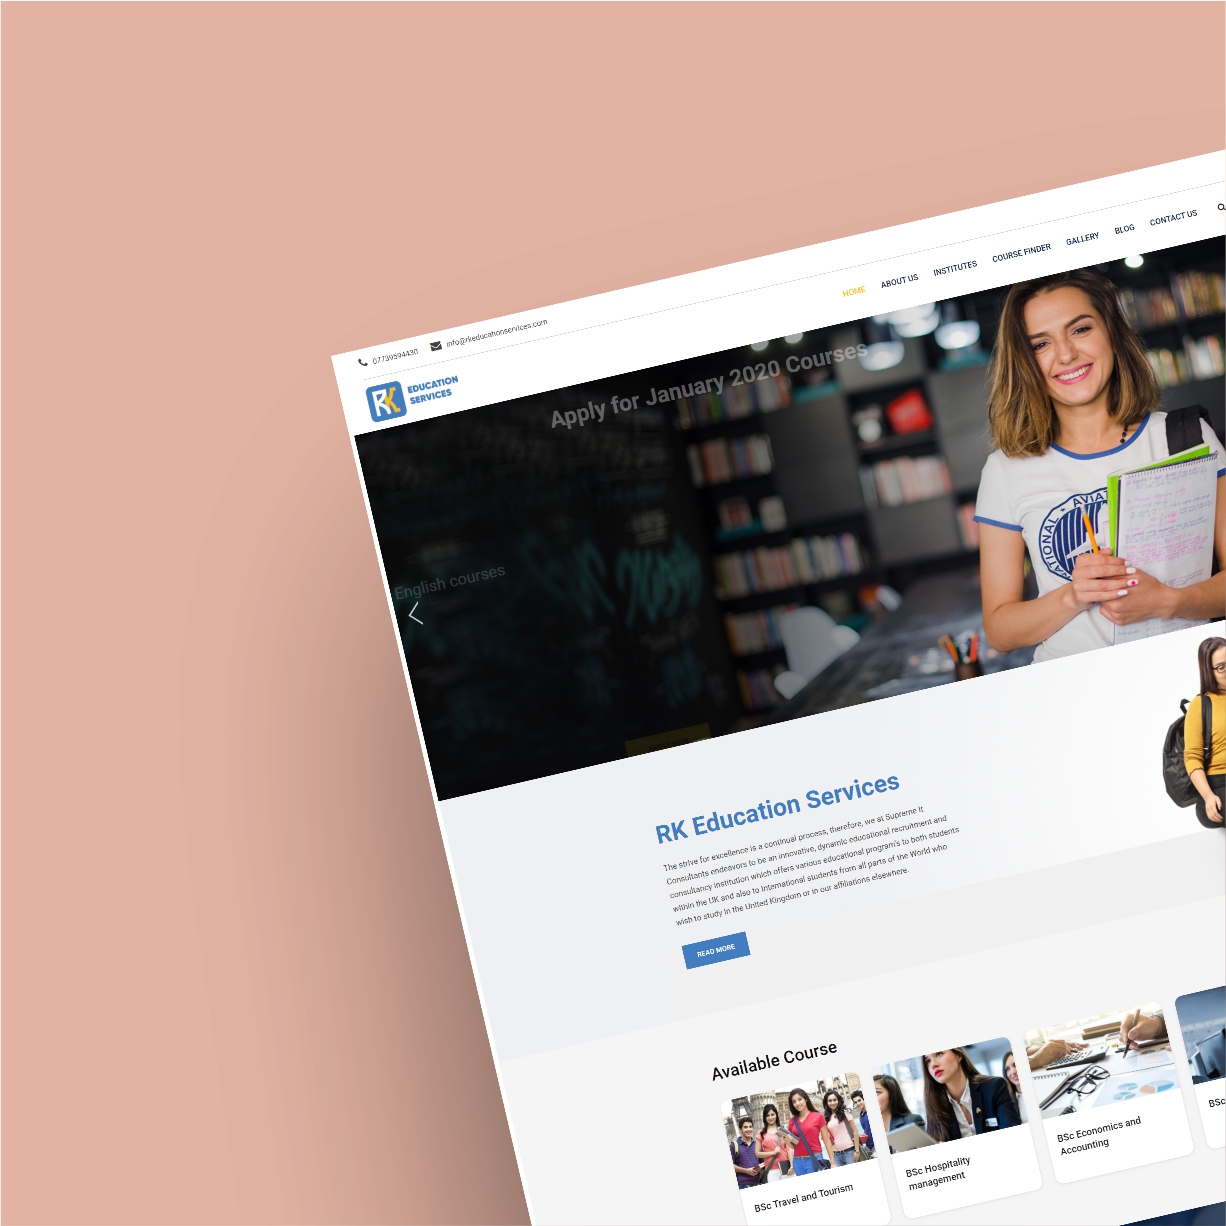 07739594430 info@rkeducationservices.com
RK EDUCATION
SERVICES
HOME ABOUT US INSTITUTES COURSE FINDER GALLERY BLOG CONTACT US
Apply for January 2020 Courses
English courses
NATIONAL · AVIA
RK Education Services
The strive for excellence is a continual process, therefore, we at Supreme It
Consultants endeavors to be an innovative, dynamic educational recruitment and
consultancy institution which offers various educational program's to both students
within the UK and also to International students from all parts of the World who
wish to study in the United Kingdom or in our affiliations elsewhere.
READ MORE
Available Course
BSc Travel and Tourism
BSc Hospitality
management
BSc Economics and
Accounting
BSc